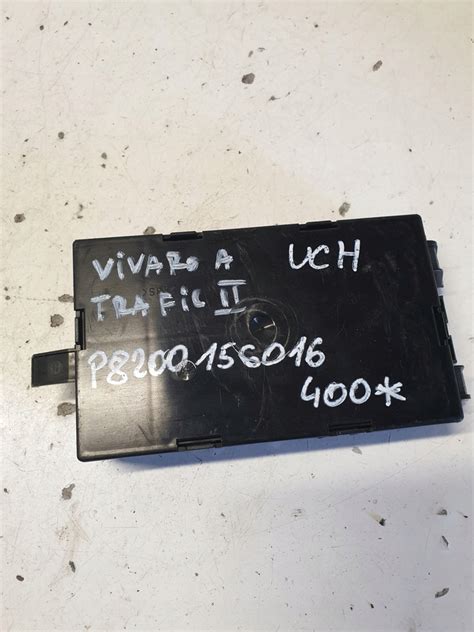 VIVARO A UCH
TRAFIC II
P8200156016
400*